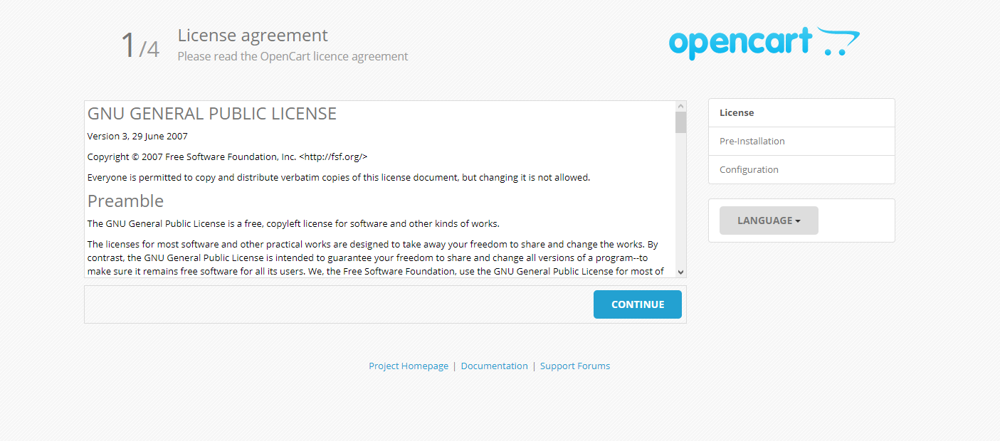 1/4
License agreement
Please read the OpenCart licence agreement
opencart
GNU GENERAL PUBLIC LICENSE
Version 3, 29 June 2007
Copyright © 2007 Free Software Foundation, Inc. <http://fsf.org/>
Everyone is permitted to copy and distribute verbatim copies of this license document, but changing it is not allowed.
Preamble
The GNU General Public License is a free, copyleft license for software and other kinds of works.
The licenses for most software and other practical works are designed to take away your freedom to share and change the works. By
contrast, the GNU General Public License is intended to guarantee your freedom to share and change all versions of a program--to
make sure it remains free software for all its users. We, the Free Software Foundation, use the GNU General Public License for most of
CONTINUE
License
Pre-Installation
Configuration
LANGUAGE
Project Homepage | Documentation | Support Forums